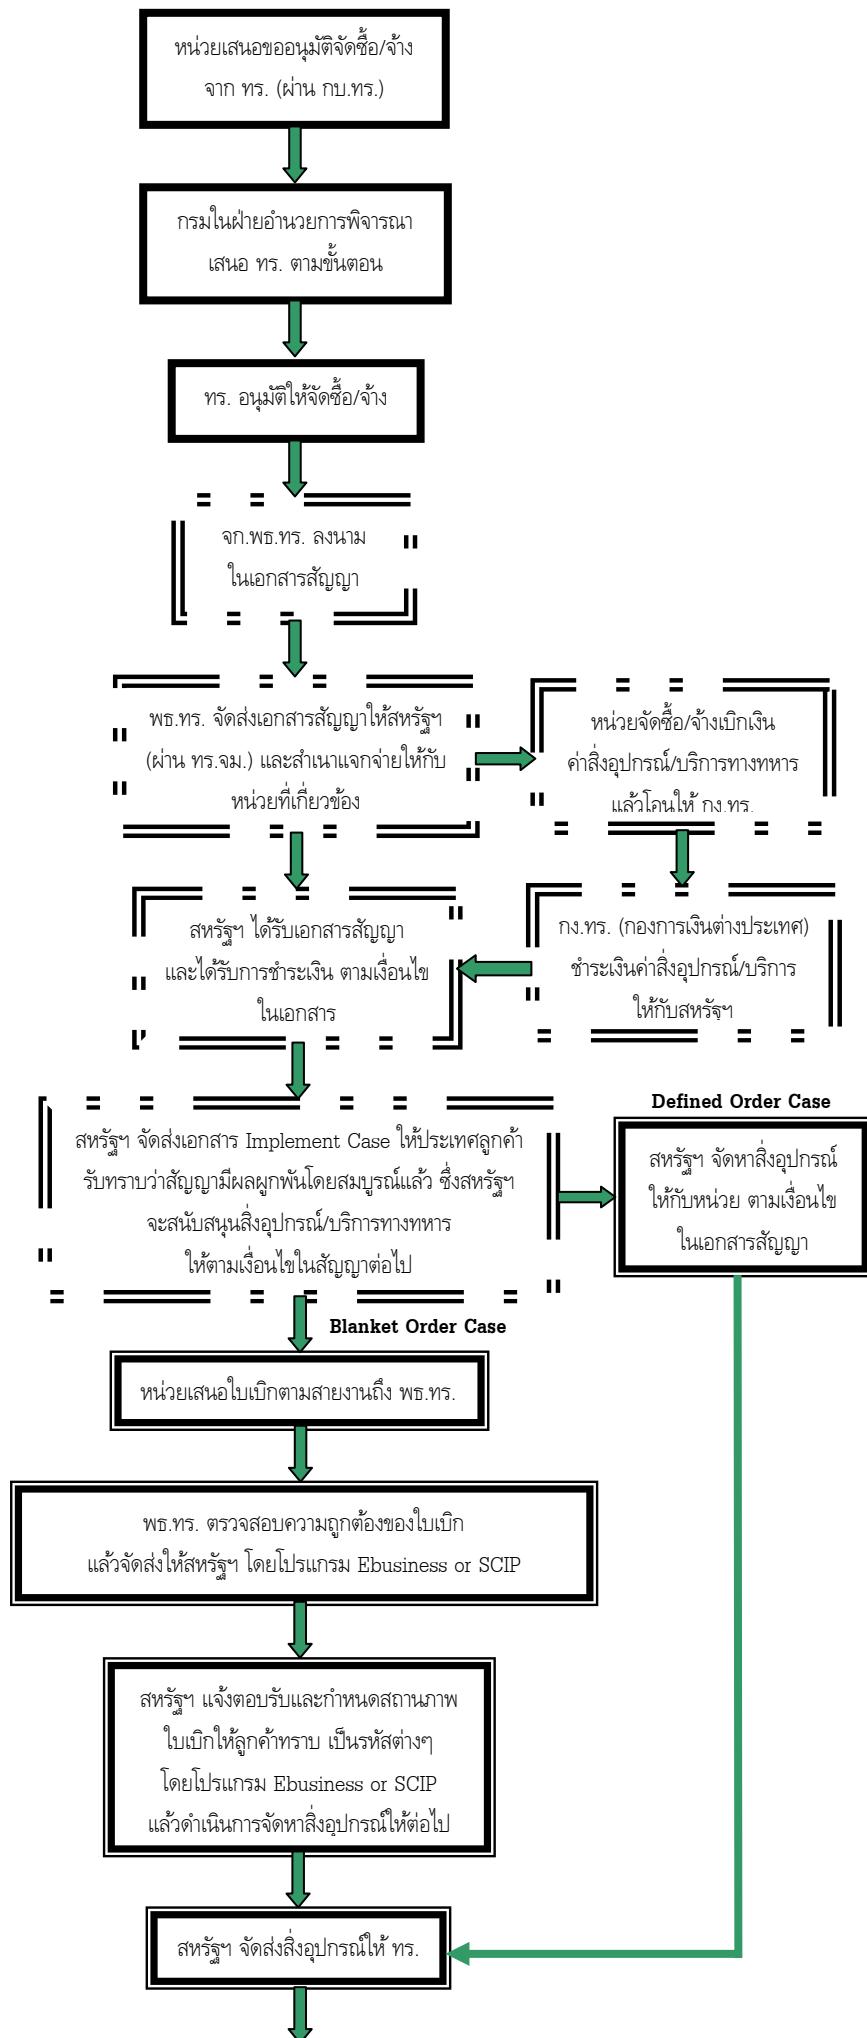 หน่วยเสนอขออนุมัติจัดซื้อ/จ้าง
จาก ทร. (ผ่าน กบ.ทร.)
กรมในฝ่ายอำนวยการพิจารณา
เสนอ ทร. ตามขั้นตอน
ทร. อนุมัติให้จัดซื้อ/จ้าง
จก.พธ.ทร. ลงนาม
ในเอกสารสัญญา
พธ.ทร. จัดส่งเอกสารสัญญาให้สหรัฐฯ
(ผ่าน ทร.จม.) และสำเนาแจกจ่ายให้กับ
หน่วยที่เกี่ยวข้อง
หน่วยจัดซื้อ/จ้างเบิกเงิน
ค่าสิ่งอุปกรณ์/บริการทางทหาร
แล้วโอนให้ กง.ทร.
สหรัฐฯ ได้รับเอกสารสัญญา
และได้รับการชำระเงิน ตามเงื่อนไข
ในเอกสาร
กง.ทร. (กองการเงินต่างประเทศ)
ชำระเงินค่าสิ่งอุปกรณ์/บริการ
ให้กับสหรัฐฯ
สหรัฐฯ จัดส่งเอกสาร Implement Case ให้ประเทศลูกค้า
รับทราบว่าสัญญามีผลผูกพันโดยสมบูรณ์แล้ว ซึ่งสหรัฐฯ
จะสนับสนุนสิ่งอุปกรณ์/บริการทางทหาร
ให้ตามเงื่อนไขในสัญญาต่อไป
Defined Order Case
สหรัฐฯ จัดหาสิ่งอุปกรณ์
ให้กับหน่วย ตามเงื่อนไข
ในเอกสารสัญญา
Blanket Order Case
หน่วยเสนอใบเบิกตามสายงานถึง พธ.ทร.
พธ.ทร. ตรวจสอบความถูกต้องของใบเบิก
แล้วจัดส่งให้สหรัฐฯ โดยโปรแกรม Ebusiness or SCIP
สหรัฐฯ แจ้งตอบรับและกำหนดสถานภาพ
ใบเบิกให้ลูกค้าทราบ เป็นรหัสต่างๆ
โดยโปรแกรม Ebusiness or SCIP
แล้วดำเนินการจัดหาสิ่งอุปกรณ์ให้ต่อไป
สหรัฐฯ จัดส่งสิ่งอุปกรณ์ให้ ทร.